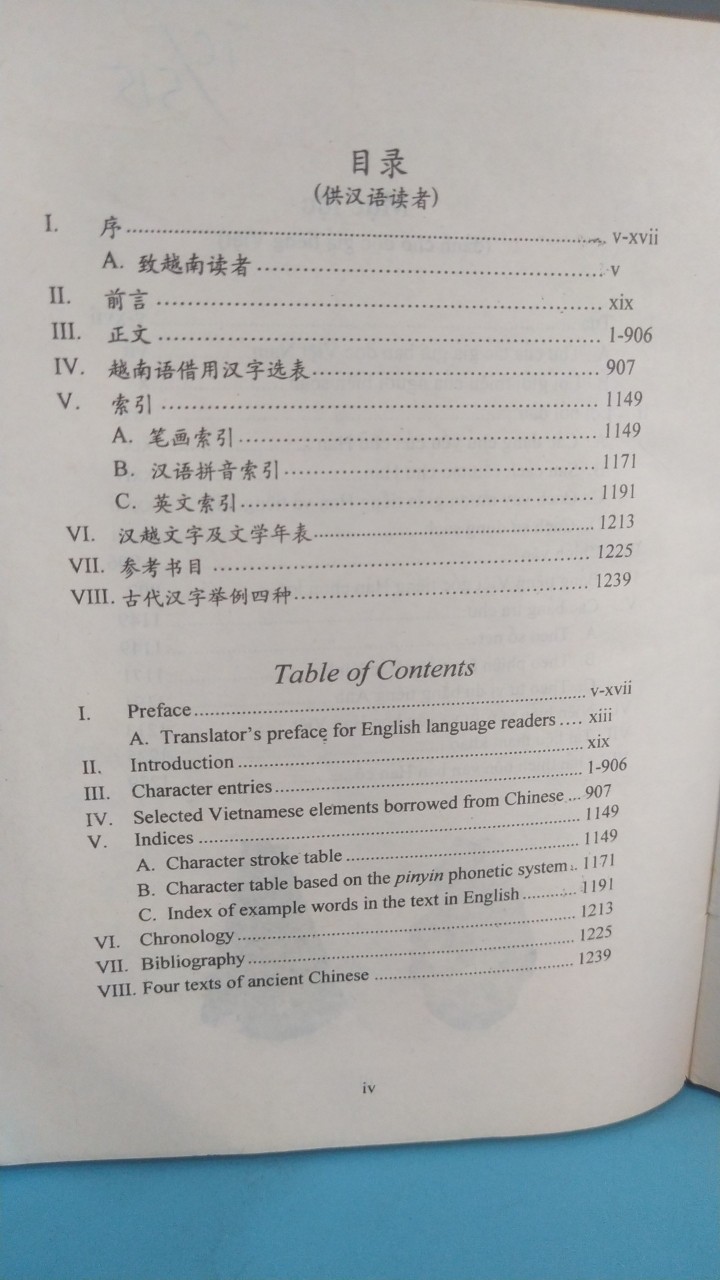 目录
(供汉语读者)
I. 序 ........ v-xvii
A. 致越南读者 ........ v
II. 前言 ........ xix
III. 正文 ........ 1-906
IV. 越南语借用汉字选表 ........ 907
V. 索引 ........ 1149
A. 笔画索引 ........ 1149
B. 汉语拼音索引 ........ 1171
C. 英文索引 ........ 1191
VI. 汉越文字及文学年表 ........ 1213
VII. 参考书目 ........ 1225
VIII. 古代汉字举例四种 ........ 1239
Table of Contents
I. Preface ........ v-xvii
A. Translator's preface for English language readers .... xiii
II. Introduction ........ xix
III. Character entries ........ 1-906
IV. Selected Vietnamese elements borrowed from Chinese ... 907
V. Indices ........ 1149
A. Character stroke table ........ 1149
B. Character table based on the pinyin phonetic system .. 1171
C. Index of example words in the text in English ........ 1191
VI. Chronology ........ 1213
VII. Bibliography ........ 1225
VIII. Four texts of ancient Chinese ........ 1239
iv